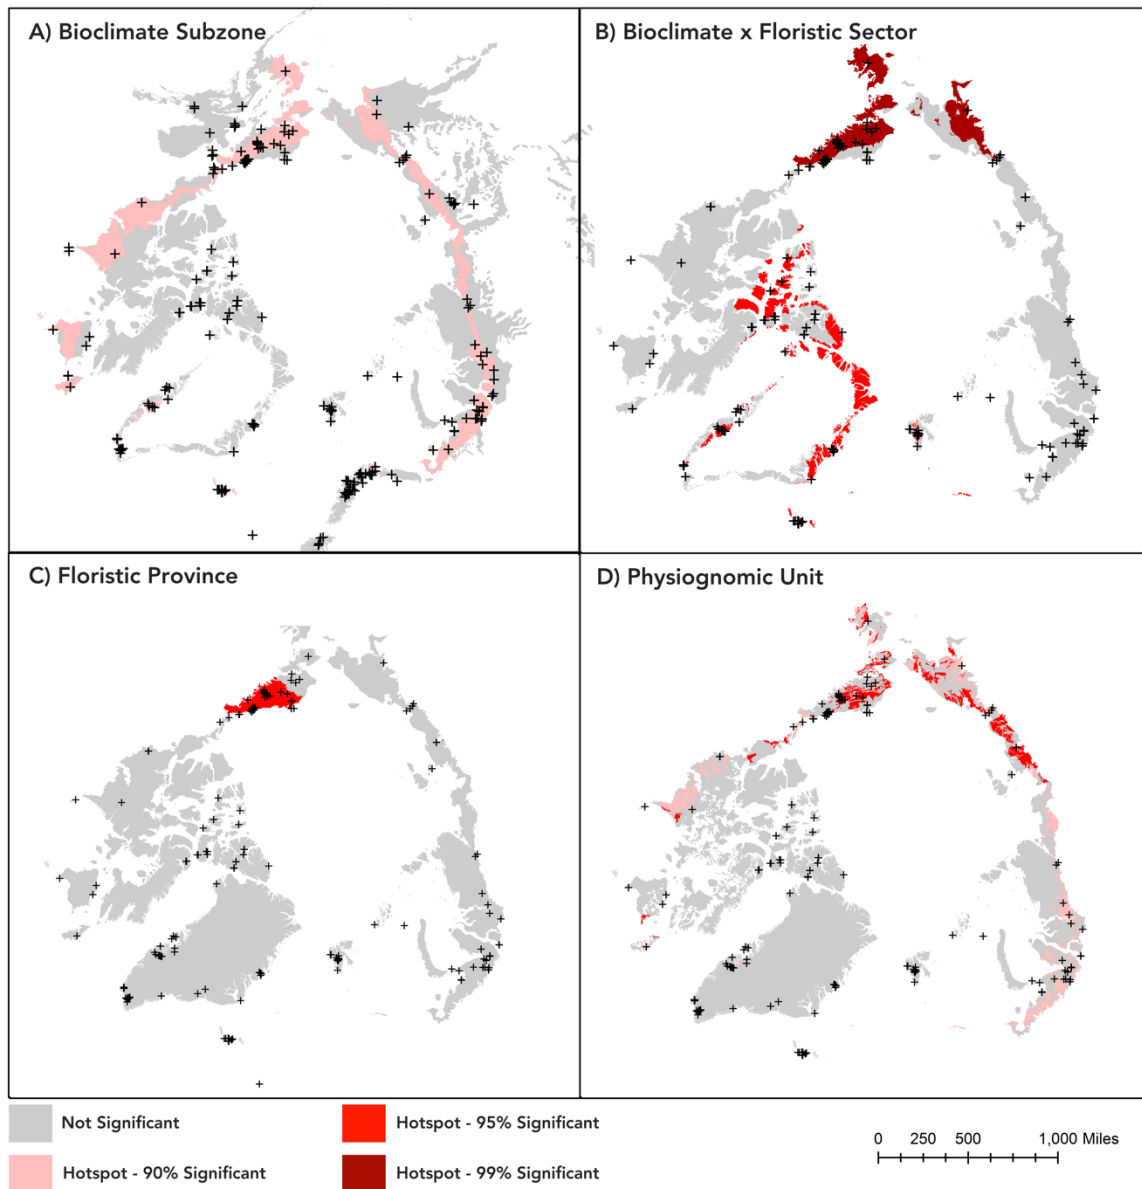 A) Bioclimate Subzone
B) Bioclimate x Floristic Sector
C) Floristic Province
D) Physiognomic Unit
Not Significant
Hotspot - 95% Significant
Hotspot - 90% Significant
Hotspot - 99% Significant
0 250 500 1,000 Miles